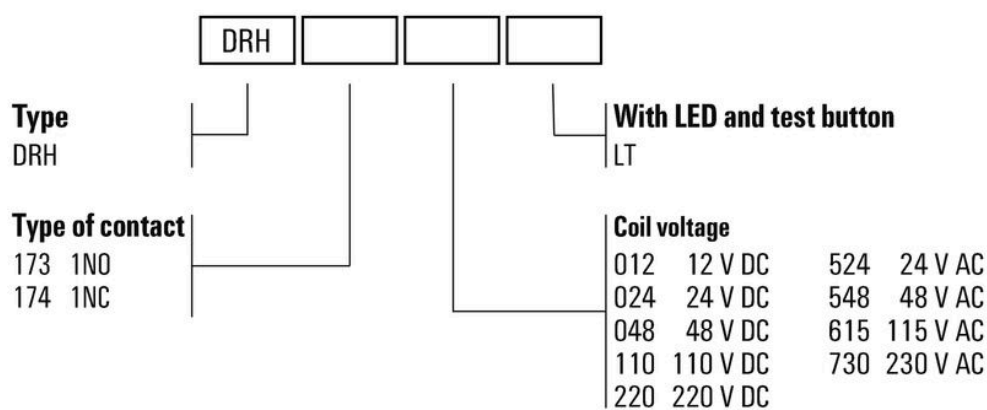 DRH
Type
DRH
With LED and test button
LT
Type of contact
173 1NO
174 1NC
Coil voltage
012 12 V DC 524 24 V AC
024 24 V DC 548 48 V AC
048 48 V DC 615 115 V AC
110 110 V DC 730 230 V AC
220 220 V DC